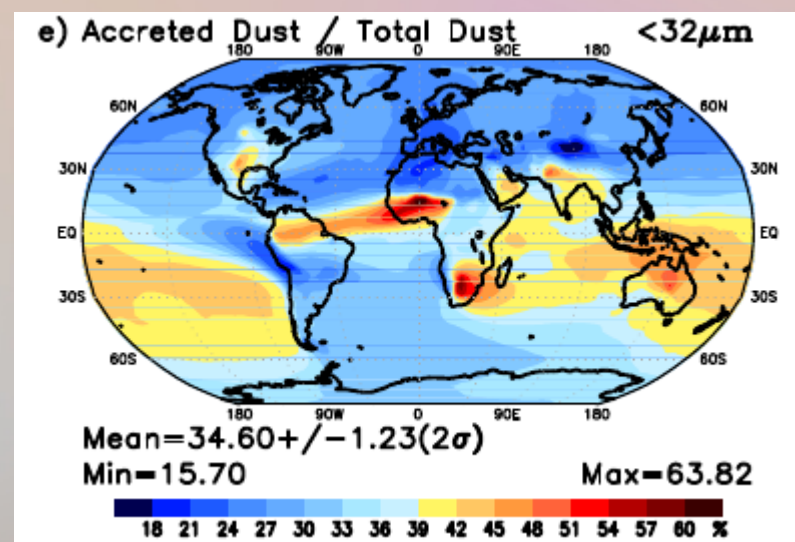 e) Accreted Dust / Total Dust <32μm
180 90W 0 90E 180
60N 60N
30N 30N
EQ EQ
30S 30S
60S 60S
180 90W 0 90E 180
Mean=34.60+/-1.23(2σ)
Min=15.70 Max=63.82
18 21 24 27 30 33 36 39 42 45 48 51 54 57 60 %